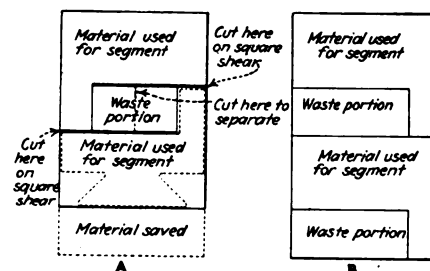 Material used
for segment
Cut here
on square
shear
Waste
portion
Cut here to
separate
Cut
here
on
square
shear
Material used
for segment
Material saved
A
Material used
for segment
Waste portion
Material used
for segment
Waste portion
B